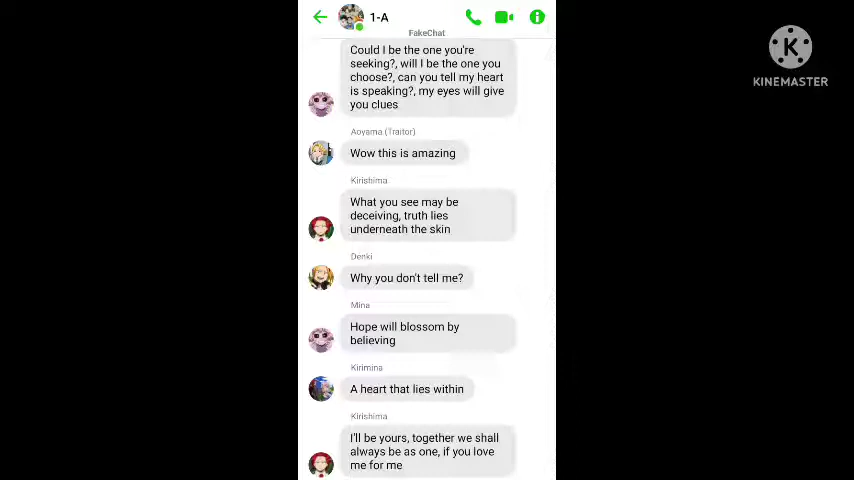 1-A
FakeChat
Could I be the one you're
seeking?, will I be the one you
choose?, can you tell my heart
is speaking?, my eyes will give
you clues
Aoyama (Traitor)
Wow this is amazing
Kirishima
What you see may be
deceiving, truth lies
underneath the skin
Denki
Why you don't tell me?
Mina
Hope will blossom by
believing
Kirimina
A heart that lies within
Kirishima
I'll be yours, together we shall
always be as one, if you love
me for me
K
KINEMASTER